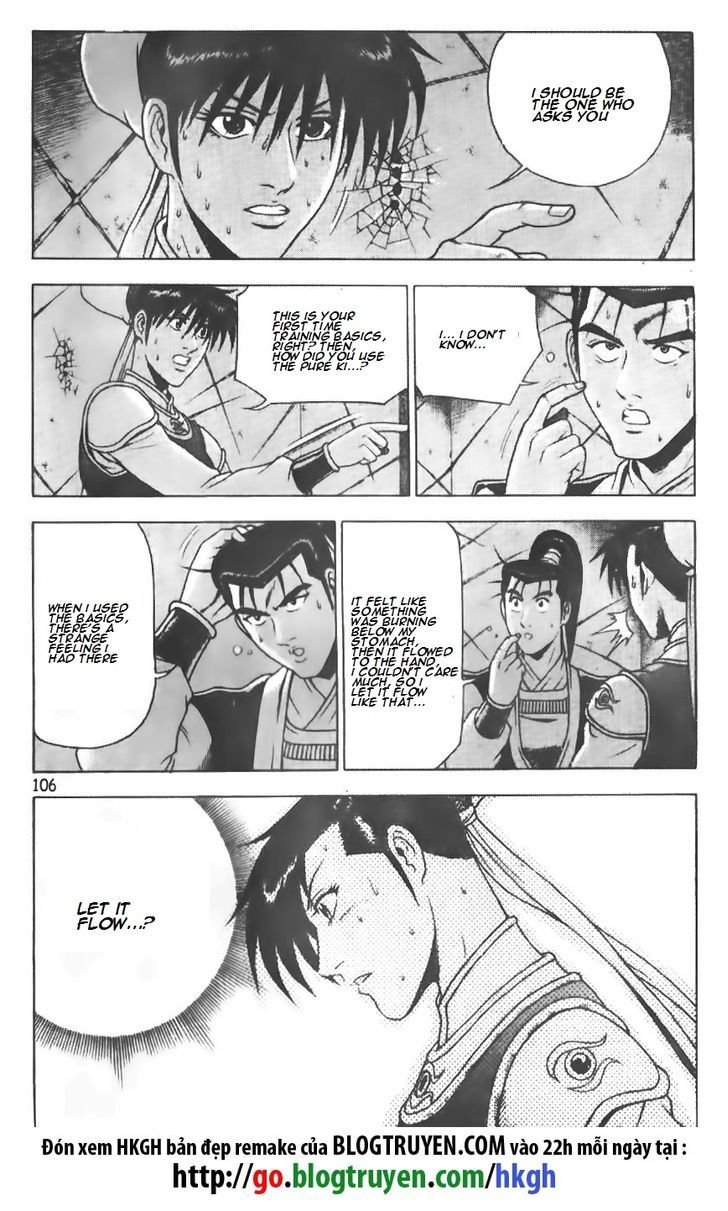 I SHOULD BE
THE ONE WHO
ASKS YOU
THIS IS YOUR
FIRST TIME
TRAINING BASICS,
RIGHT? THEN,
HOW DID YOU USE
THE PURE KI...?
I... I DON'T
KNOW...
WHEN I USED
THE BASICS,
THERE'S A
STRANGE
FEELING I
HAD THERE
IT FELT LIKE
SOMETHING
WAS BURNING
BELOW MY
STOMACH,
THEN IT FLOWED
TO THE HAND,
I COULDN'T CARE
MUCH, SO I
LET IT FLOW
LIKE THAT...
106
LET IT
FLOW...?
Đón xem HKGH bản đẹp remake của BLOGTRUYEN.COM vào 22h mỗi ngày tại :
http://go.blogtruyen.com/hkgh